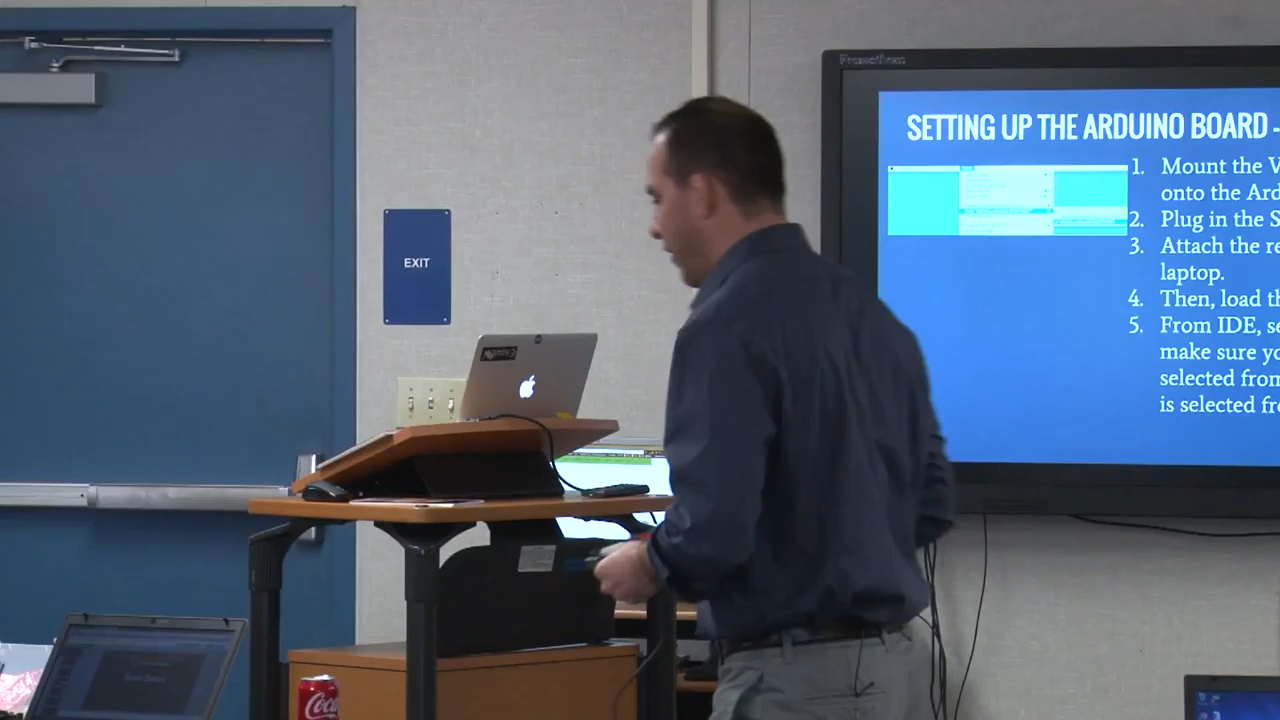 Promethean
SETTING UP THE ARDUINO BOARD -
1. Mount the V
onto the Ard
2. Plug in the S
3. Attach the re
laptop.
4. Then, load th
5. From IDE, se
make sure yo
selected from
is selected fr
EXIT
Coca